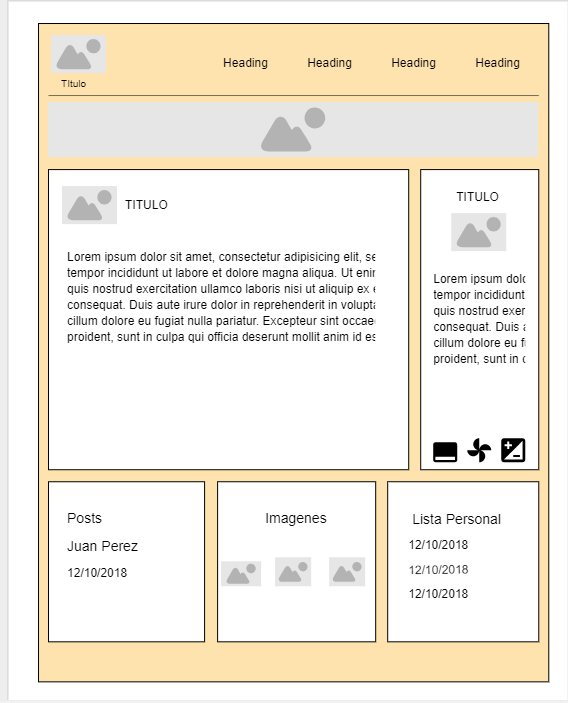 Título
Heading Heading Heading Heading
TITULO
Lorem ipsum dolor sit amet, consectetur adipisicing elit, se
tempor incididunt ut labore et dolore magna aliqua. Ut enir
quis nostrud exercitation ullamco laboris nisi ut aliquip ex e
consequat. Duis aute irure dolor in reprehenderit in volupta
cillum dolore eu fugiat nulla pariatur. Excepteur sint occae
proident, sunt in culpa qui officia deserunt mollit anim id es
TITULO
Lorem ipsum dolo
tempor incididunt
quis nostrud exer
consequat. Duis a
cillum dolore eu f
proident, sunt in c
Posts
Juan Perez
12/10/2018
Imagenes
Lista Personal
12/10/2018
12/10/2018
12/10/2018